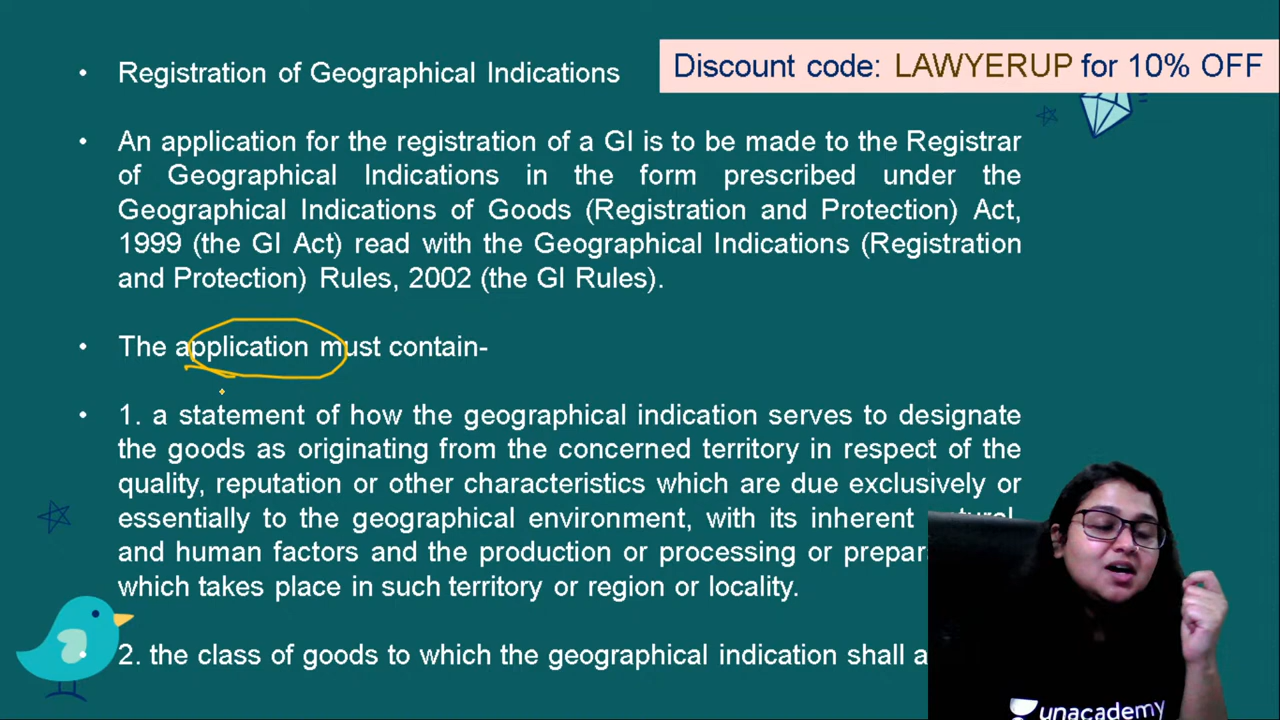 Registration of Geographical Indications
Discount code: LAWYERUP for 10% OFF
An application for the registration of a GI is to be made to the Registrar
of Geographical Indications in the form prescribed under the
Geographical Indications of Goods (Registration and Protection) Act,
1999 (the GI Act) read with the Geographical Indications (Registration
and Protection) Rules, 2002 (the GI Rules).
The application must contain-
1. a statement of how the geographical indication serves to designate
the goods as originating from the concerned territory in respect of the
quality, reputation or other characteristics which are due exclusively or
essentially to the geographical environment, with its inherent
and human factors and the production or processing or
which takes place in such territory or region or locality.
2. the class of goods to which the geographical indication shall
unacademy